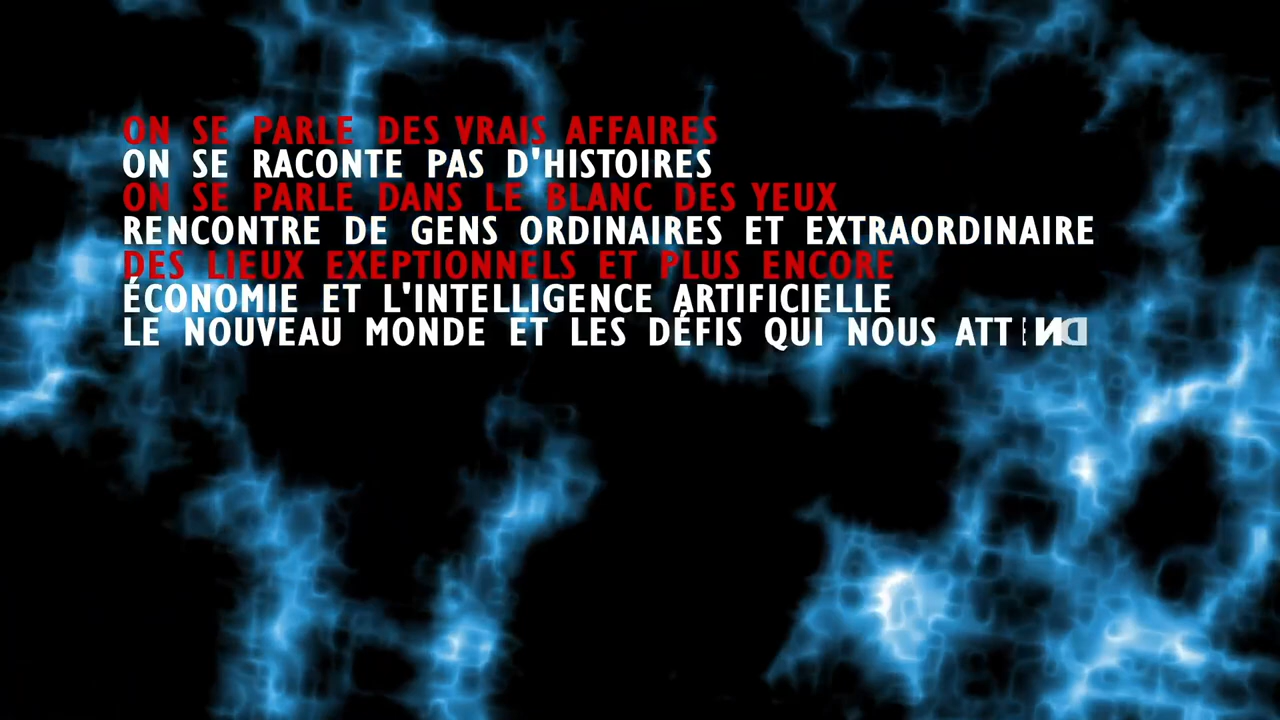 ON SE PARLE DES VRAIS AFFAIRES
ON SE RACONTE PAS D'HISTOIRES
ON SE PARLE DANS LE BLANC DES YEUX
RENCONTRE DE GENS ORDINAIRES ET EXTRAORDINAIRE
DES LIEUX EXEPTIONNELS ET PLUS ENCORE
ÉCONOMIE ET L'INTELLIGENCE ARTIFICIELLE
LE NOUVEAU MONDE ET LES DÉFIS QUI NOUS